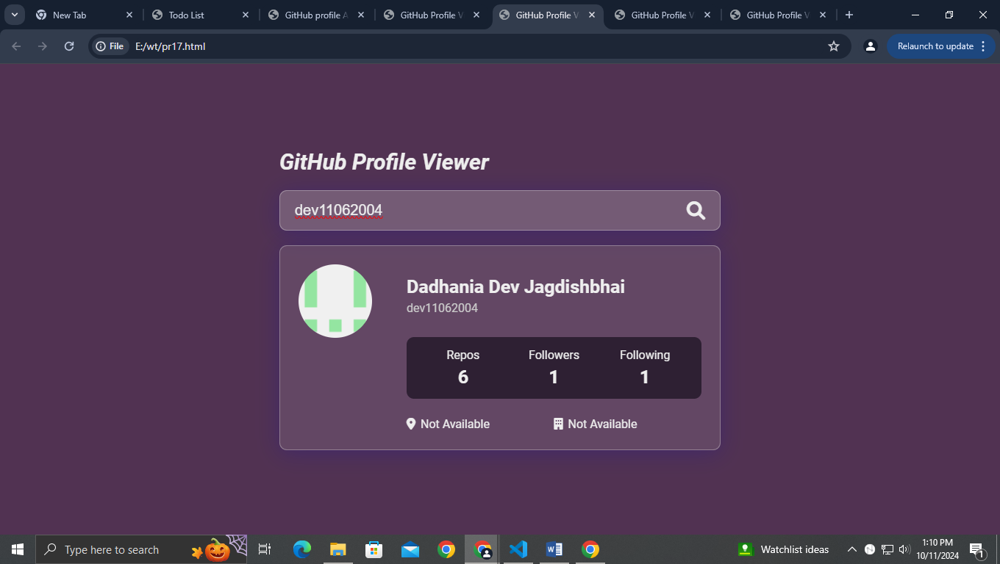 New Tab
Todo List
GitHub profile A
GitHub Profile V
GitHub Profile V
GitHub Profile V
GitHub Profile V
File
E:/wt/pr17.html
Relaunch to update
GitHub Profile Viewer
dev11062004
Dadhania Dev Jagdishbhai
dev11062004
Repos Followers Following
6 1 1
Not Available Not Available
Type here to search
Watchlist ideas
1:10 PM
10/11/2024
1